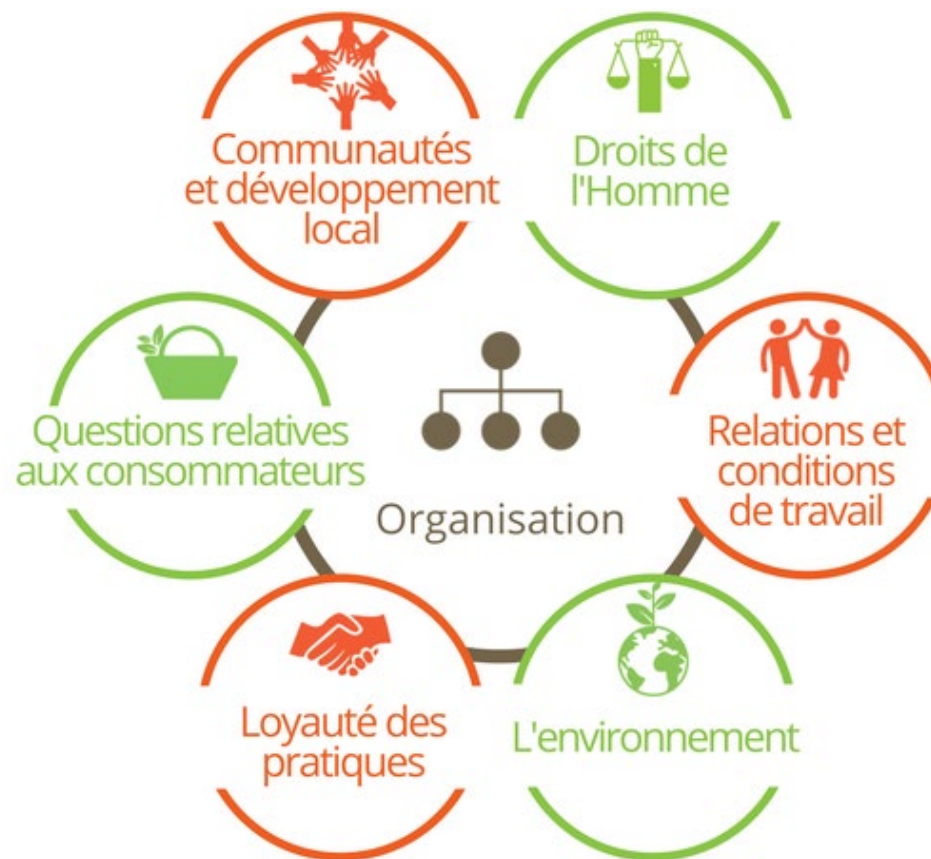 Communautés
et développement
local
Droits de
l'Homme
Questions relatives
aux consommateurs
Relations et
conditions
de travail
Organisation
Loyauté des
pratiques
L'environnement